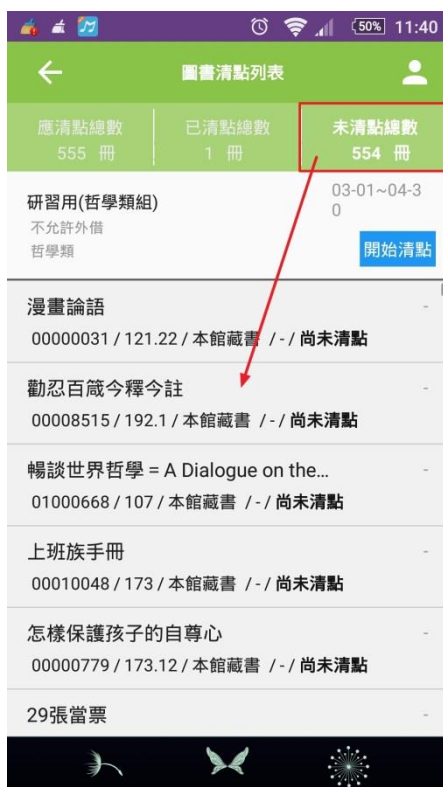 50% 11:40
圖書清點列表
應清點總數 已清點總數 未清點總數
555 冊 1 冊 554 冊
研習用(哲學類組) 03-01~04-3
0
不允許外借
哲學類 開始清點
漫畫論語 -
00000031 / 121.22 / 本館藏書 / - / 尚未清點
勸忍百箴今釋今註 -
00008515 / 192.1 / 本館藏書 / - / 尚未清點
暢談世界哲學 = A Dialogue on the... -
01000668 / 107 / 本館藏書 / - / 尚未清點
上班族手冊 -
00010048 / 173 / 本館藏書 / - / 尚未清點
怎樣保護孩子的自尊心 -
00000779 / 173.12 / 本館藏書 / - / 尚未清點
29張當票 -